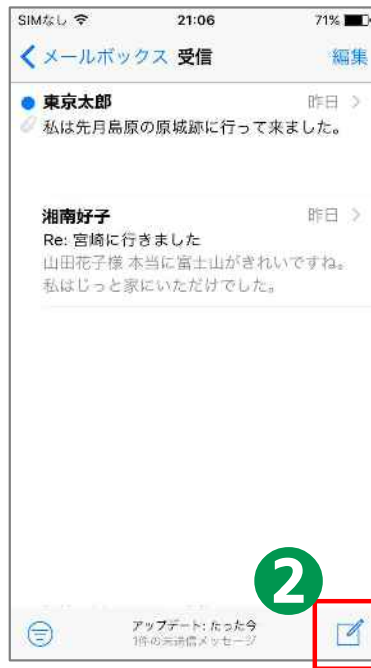 SIMなし 21:06 71%
メールボックス 受信 編集
東京太郎 昨日
私は先月島原の原城跡に行って来ました。
湘南好子 昨日
Re: 宮崎に行きました
山田花子様 本当に富士山がきれいですね。
私はじっと家にいただけでした。
2
アップデート: たった今
1件の未送信メッセージ